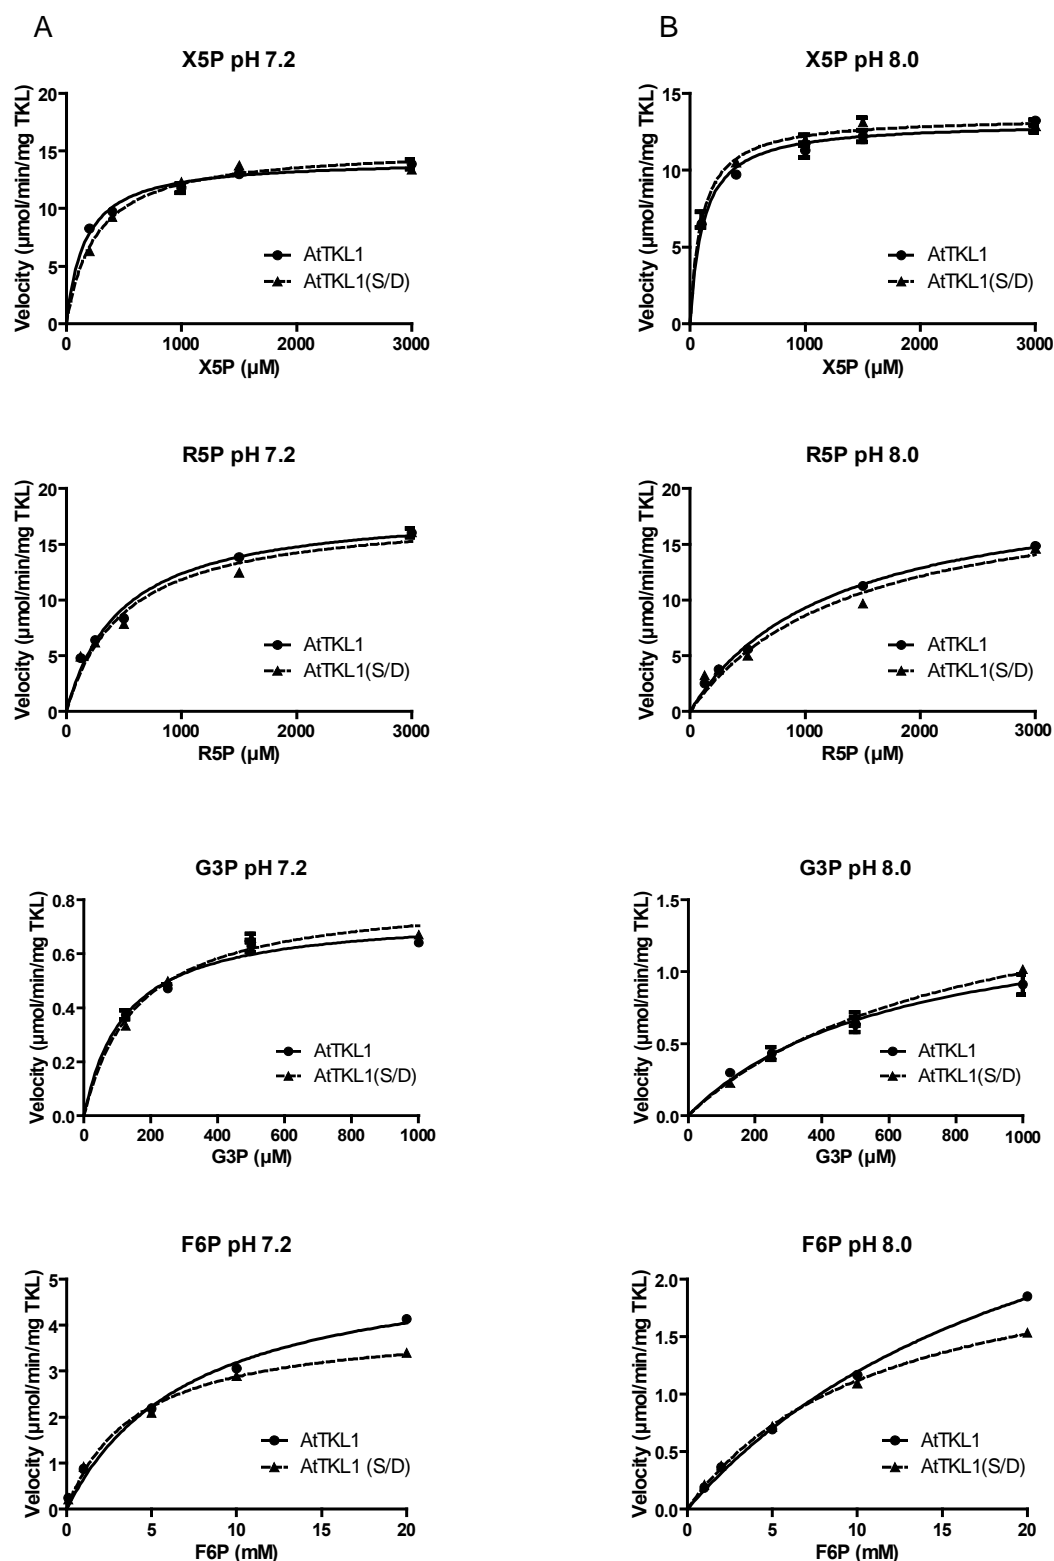 A
B
X5P pH 7.2
Velocity (µmol/min/mg TKL)
20
15
10
5
0
AtTKL1
AtTKL1(S/D)
0 1000 2000 3000
X5P (µM)
X5P pH 8.0
Velocity (µmol/min/mg TKL)
15
10
5
0
AtTKL1
AtTKL1(S/D)
0 1000 2000 3000
X5P (µM)
R5P pH 7.2
Velocity (µmol/min/mg TKL)
20
15
10
5
0
AtTKL1
AtTKL1(S/D)
0 1000 2000 3000
R5P (µM)
R5P pH 8.0
Velocity (µmol/min/mg TKL)
20
15
10
5
0
AtTKL1
AtTKL1(S/D)
0 1000 2000 3000
R5P (µM)
G3P pH 7.2
Velocity (µmol/min/mg TKL)
0.8
0.6
0.4
0.2
0.0
AtTKL1
AtTKL1(S/D)
0 200 400 600 800 1000
G3P (µM)
G3P pH 8.0
Velocity (µmol/min/mg TKL)
1.5
1.0
0.5
0.0
AtTKL1
AtTKL1(S/D)
0 200 400 600 800 1000
G3P (µM)
F6P pH 7.2
Velocity (µmol/min/mg TKL)
5
4
3
2
1
0
AtTKL1
AtTKL1 (S/D)
0 5 10 15 20
F6P (mM)
F6P pH 8.0
Velocity (µmol/min/mg TKL)
2.0
1.5
1.0
0.5
0.0
AtTKL1
AtTKL1(S/D)
0 5 10 15 20
F6P (mM)